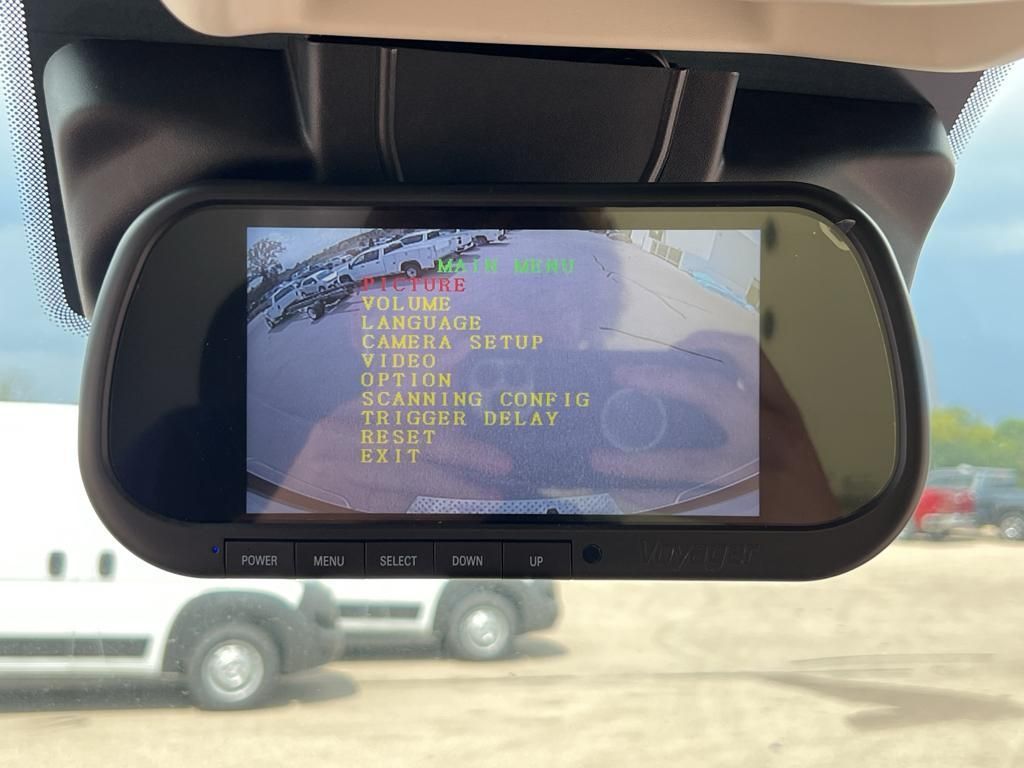 MAIN MENU
PICTURE
VOLUME
LANGUAGE
CAMERA SETUP
VIDEO
OPTION
SCANNING CONFIG
TRIGGER DELAY
RESET
EXIT
POWER MENU SELECT DOWN UP Voyager